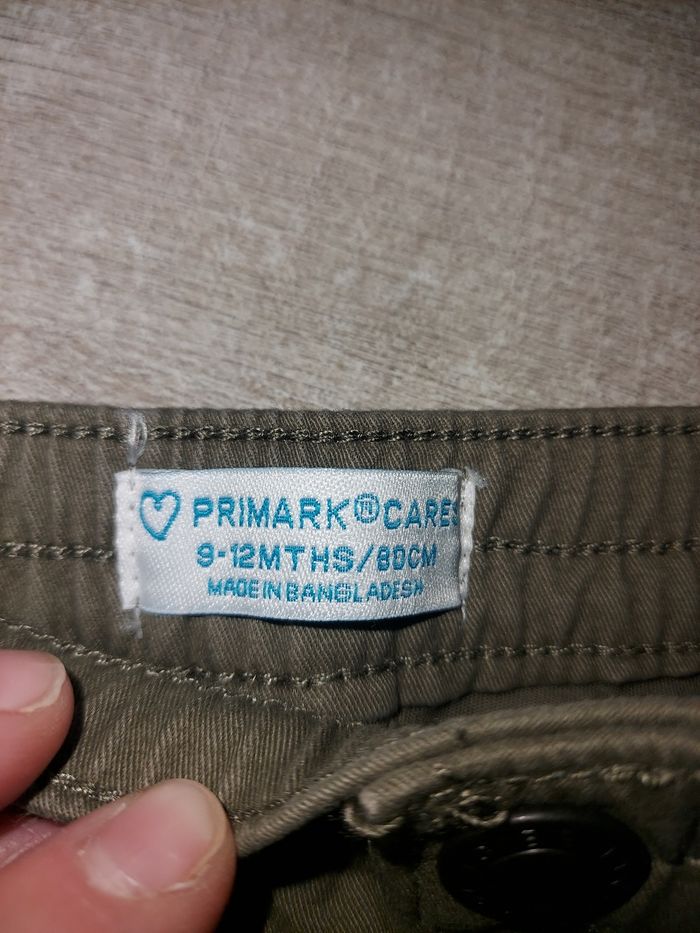 PRIMARK® CARES
9-12MTHS/80CM
MADE IN BANGLADESH